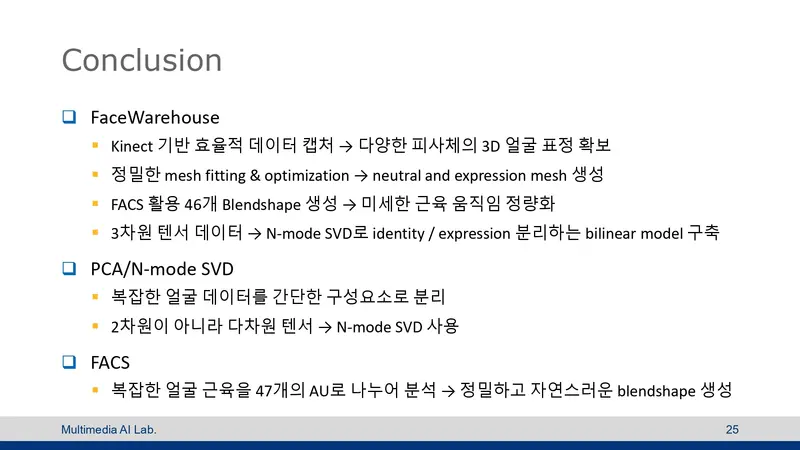 Conclusion
FaceWarehouse
Kinect 기반 효율적 데이터 캡처 → 다양한 피사체의 3D 얼굴 표정 확보
정밀한 mesh fitting & optimization → neutral and expression mesh 생성
FACS 활용 46개 Blendshape 생성 → 미세한 근육 움직임 정량화
3차원 텐서 데이터 → N-mode SVD로 identity / expression 분리하는 bilinear model 구축
PCA/N-mode SVD
복잡한 얼굴 데이터를 간단한 구성요소로 분리
2차원이 아니라 다차원 텐서 → N-mode SVD 사용
FACS
복잡한 얼굴 근육을 47개의 AU로 나누어 분석 → 정밀하고 자연스러운 blendshape 생성
Multimedia AI Lab.
25